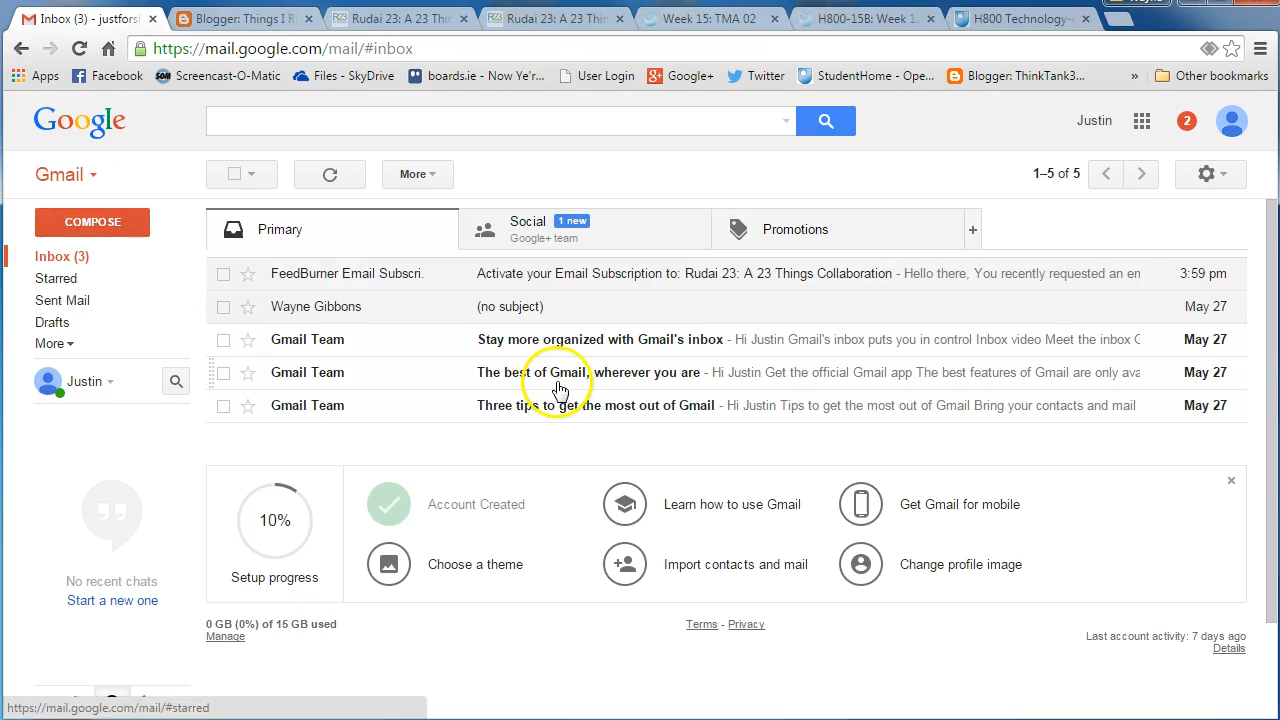 Inbox (3) - justfors
Blogger: Things I R
Rudai 23: A 23 Thin
Rudai 23: A 23 Thin
Week 15: TMA 02
H800-15B: Week 1
H800 Technology-e
https://mail.google.com/mail/#inbox
Apps
Facebook
Screencast-O-Matic
Files - SkyDrive
boards.ie - Now Ye'r...
User Login
Google+
Twitter
StudentHome - Ope...
Blogger: ThinkTank3...
»
Other bookmarks
Google
Justin
2
Gmail
More
1–5 of 5
COMPOSE
Inbox (3)
Starred
Sent Mail
Drafts
More
Justin
No recent chats
Start a new one
Primary
Social 1 new
Google+ team
Promotions
+
FeedBurner Email Subscri. Activate your Email Subscription to: Rudai 23: A 23 Things Collaboration - Hello there, You recently requested an en 3:59 pm
Wayne Gibbons (no subject) May 27
Gmail Team Stay more organized with Gmail's inbox - Hi Justin Gmail's inbox puts you in control Inbox video Meet the inbox G May 27
Gmail Team The best of Gmail, wherever you are - Hi Justin Get the official Gmail app The best features of Gmail are only ava May 27
Gmail Team Three tips to get the most out of Gmail - Hi Justin Tips to get the most out of Gmail Bring your contacts and mail May 27
10%
Setup progress
Account Created
Learn how to use Gmail
Get Gmail for mobile
Choose a theme
Import contacts and mail
Change profile image
0 GB (0%) of 15 GB used
Manage
Terms - Privacy
Last account activity: 7 days ago
Details
https://mail.google.com/mail/#starred